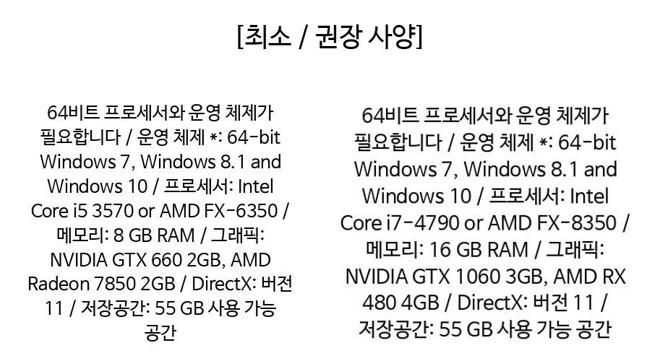 [최소 / 권장 사양]
64비트 프로세서와 운영 체제가
필요합니다 / 운영 체제 *: 64-bit
Windows 7, Windows 8.1 and
Windows 10 / 프로세서: Intel
Core i5 3570 or AMD FX-6350 /
메모리: 8 GB RAM / 그래픽:
NVIDIA GTX 660 2GB, AMD
Radeon 7850 2GB / DirectX: 버전
11 / 저장공간: 55 GB 사용 가능
공간
64비트 프로세서와 운영 체제가
필요합니다 / 운영 체제 *: 64-bit
Windows 7, Windows 8.1 and
Windows 10 / 프로세서: Intel
Core i7-4790 or AMD FX-8350 /
메모리: 16 GB RAM / 그래픽:
NVIDIA GTX 1060 3GB, AMD RX
480 4GB / DirectX: 버전 11 /
저장공간: 55 GB 사용 가능 공간